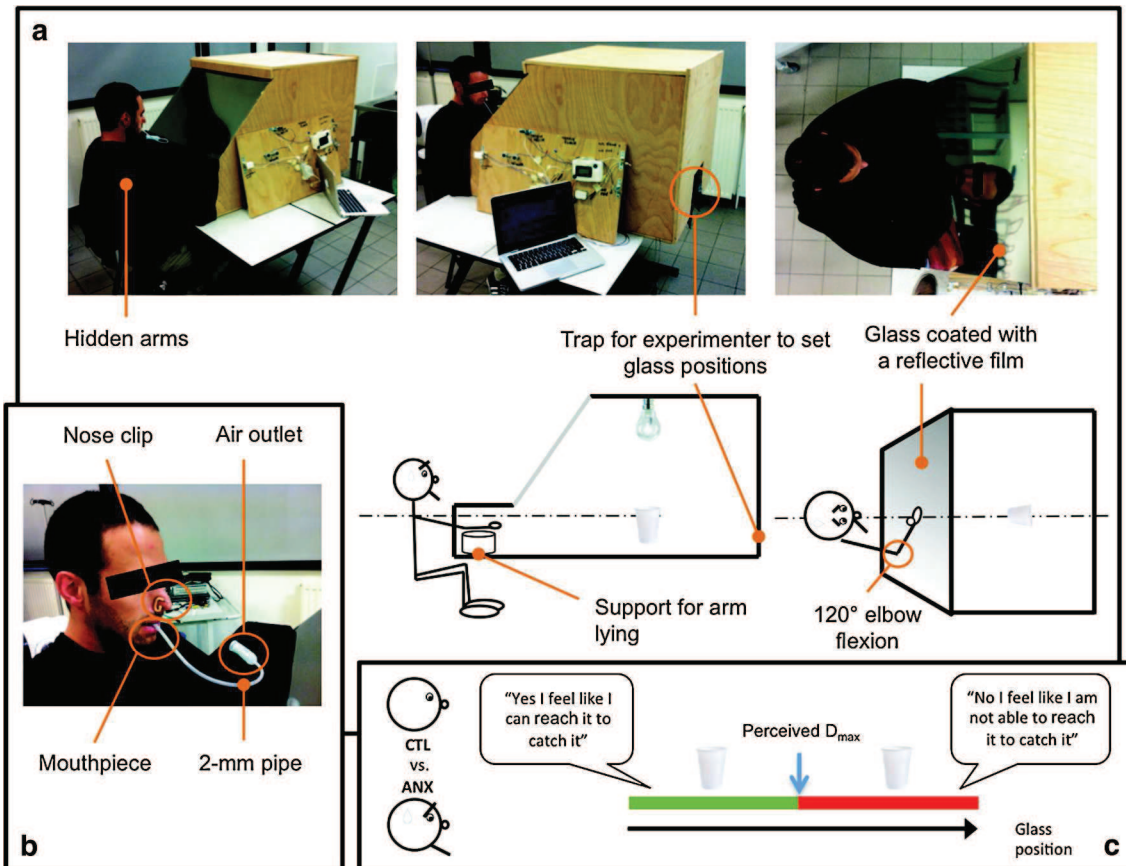 a
Hidden arms
Trap for experimenter to set
glass positions
Glass coated with
a reflective film
Nose clip
Air outlet
Mouthpiece
2-mm pipe
b
Support for arm
lying
120° elbow
flexion
CTL
vs.
ANX
“Yes I feel like I
can reach it to
catch it”
Perceived Dmax
“No I feel like I am
not able to reach
it to catch it”
Glass
position
c